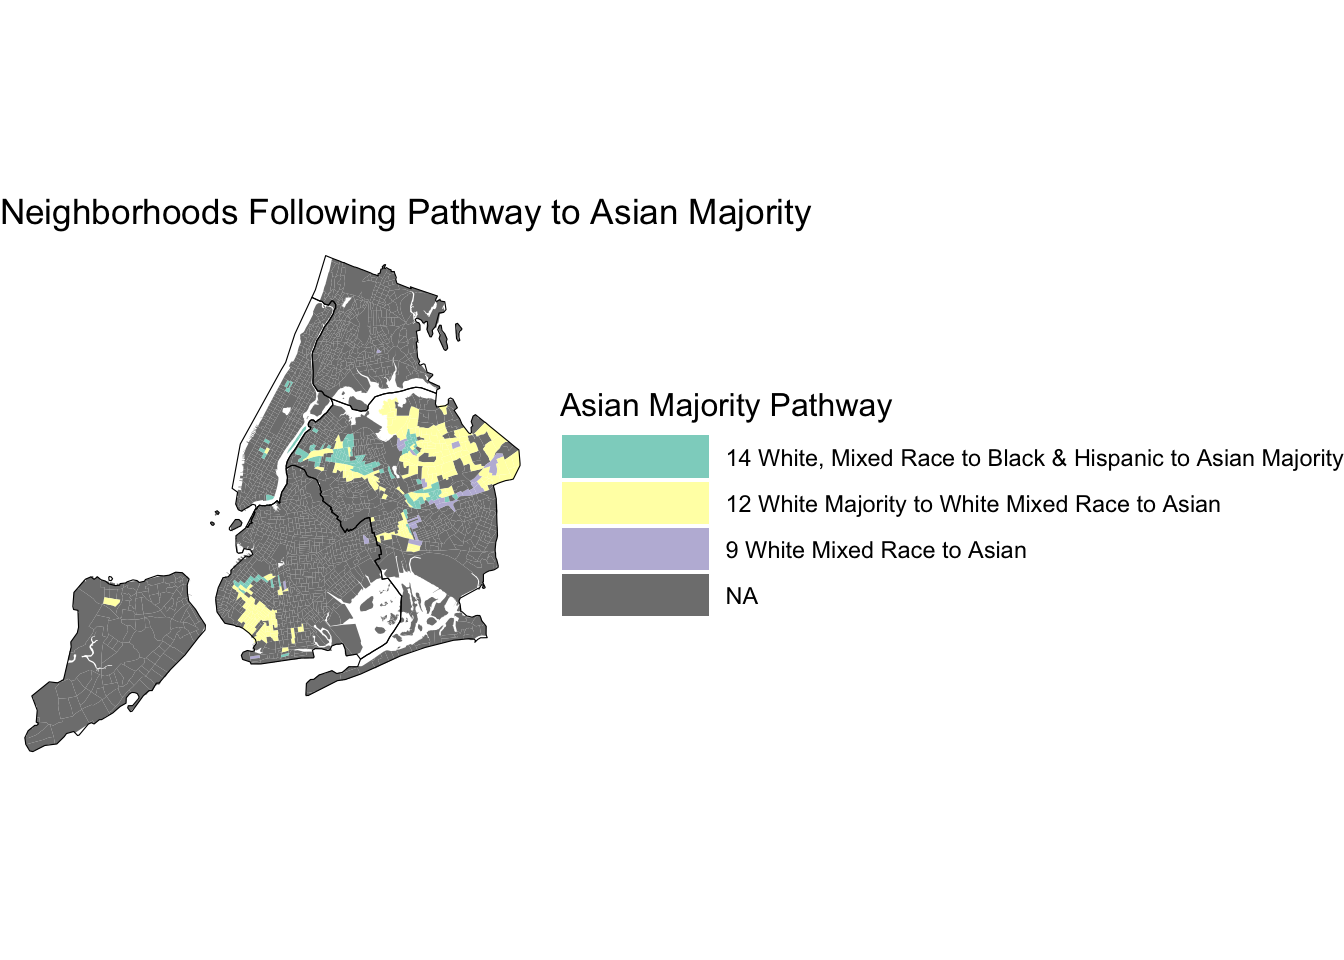 Neighborhoods Following Pathway to Asian Majority
Asian Majority Pathway
14 White, Mixed Race to Black & Hispanic to Asian Majority
12 White Majority to White Mixed Race to Asian
9 White Mixed Race to Asian
NA